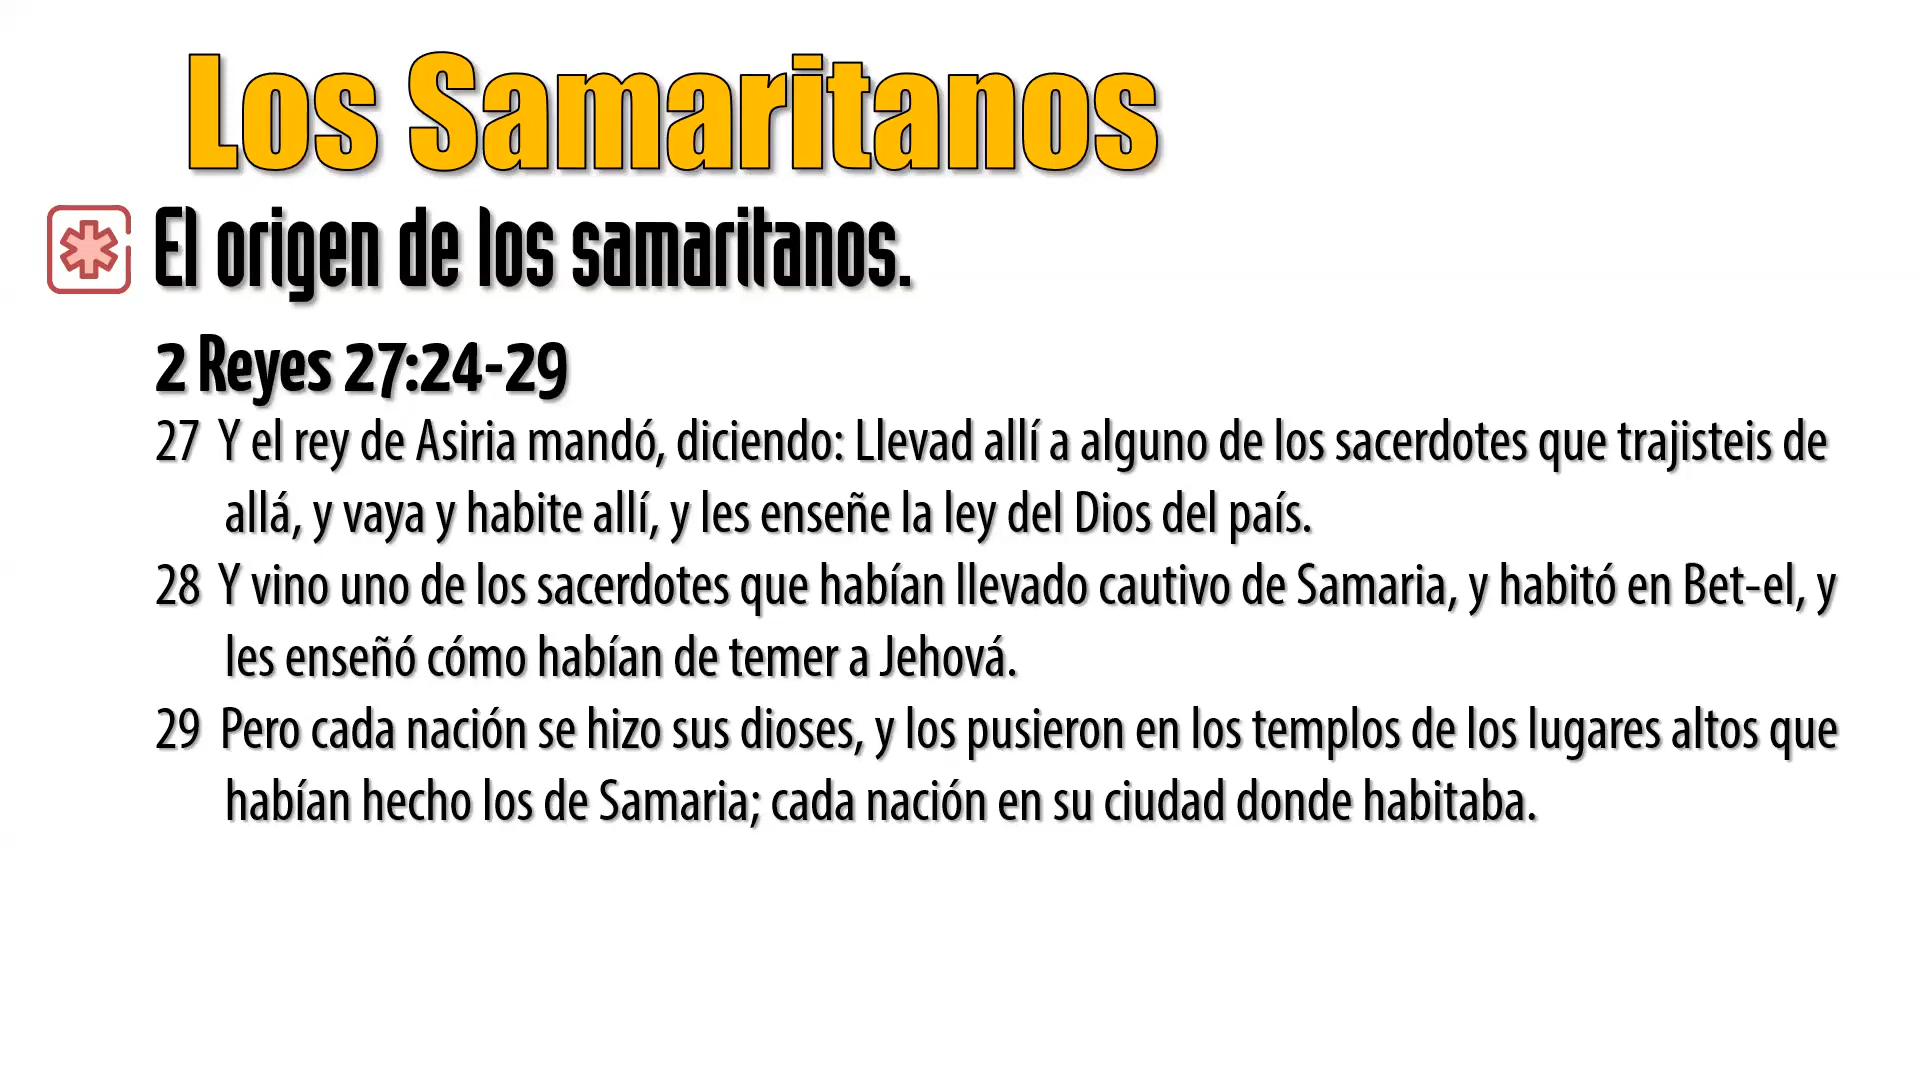 Los Samaritanos
El origen de los samaritanos.
2 Reyes 27:24-29
27 Y el rey de Asiria mandó, diciendo: Llevad allí a alguno de los sacerdotes que trajisteis de
allá, y vaya y habite allí, y les enseñe la ley del Dios del país.
28 Y vino uno de los sacerdotes que habían llevado cautivo de Samaria, y habitó en Bet-el, y
les enseñó cómo habían de temer a Jehová.
29 Pero cada nación se hizo sus dioses, y los pusieron en los templos de los lugares altos que
habían hecho los de Samaria; cada nación en su ciudad donde habitaba.